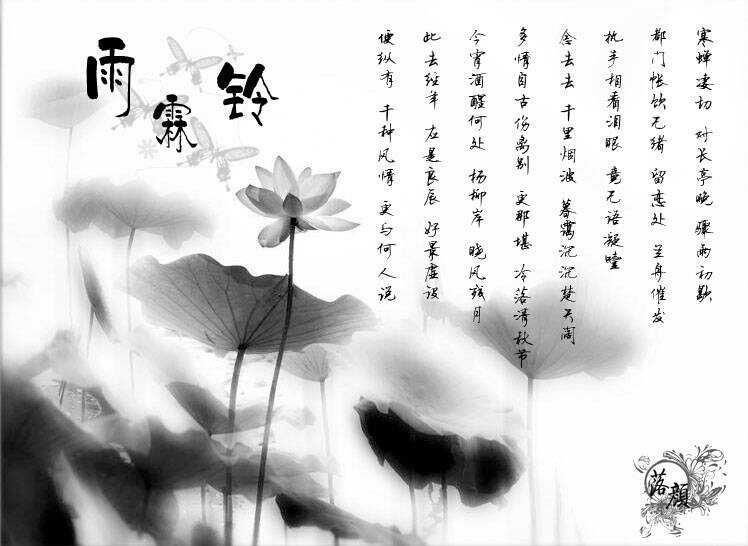 雨霖铃
寒蝉凄切 对长亭晚 骤雨初歇
都门帐饮无绪 留恋处 兰舟催发
执手相看泪眼 竟无语凝噎
念去去 千里烟波 暮霭沉沉楚天阔
多情自古伤离别 更那堪 冷落清秋节
今宵酒醒何处 杨柳岸 晓风残月
此去经年 应是良辰 好景虚设
便纵有 千种风情 更与何人说
落顏